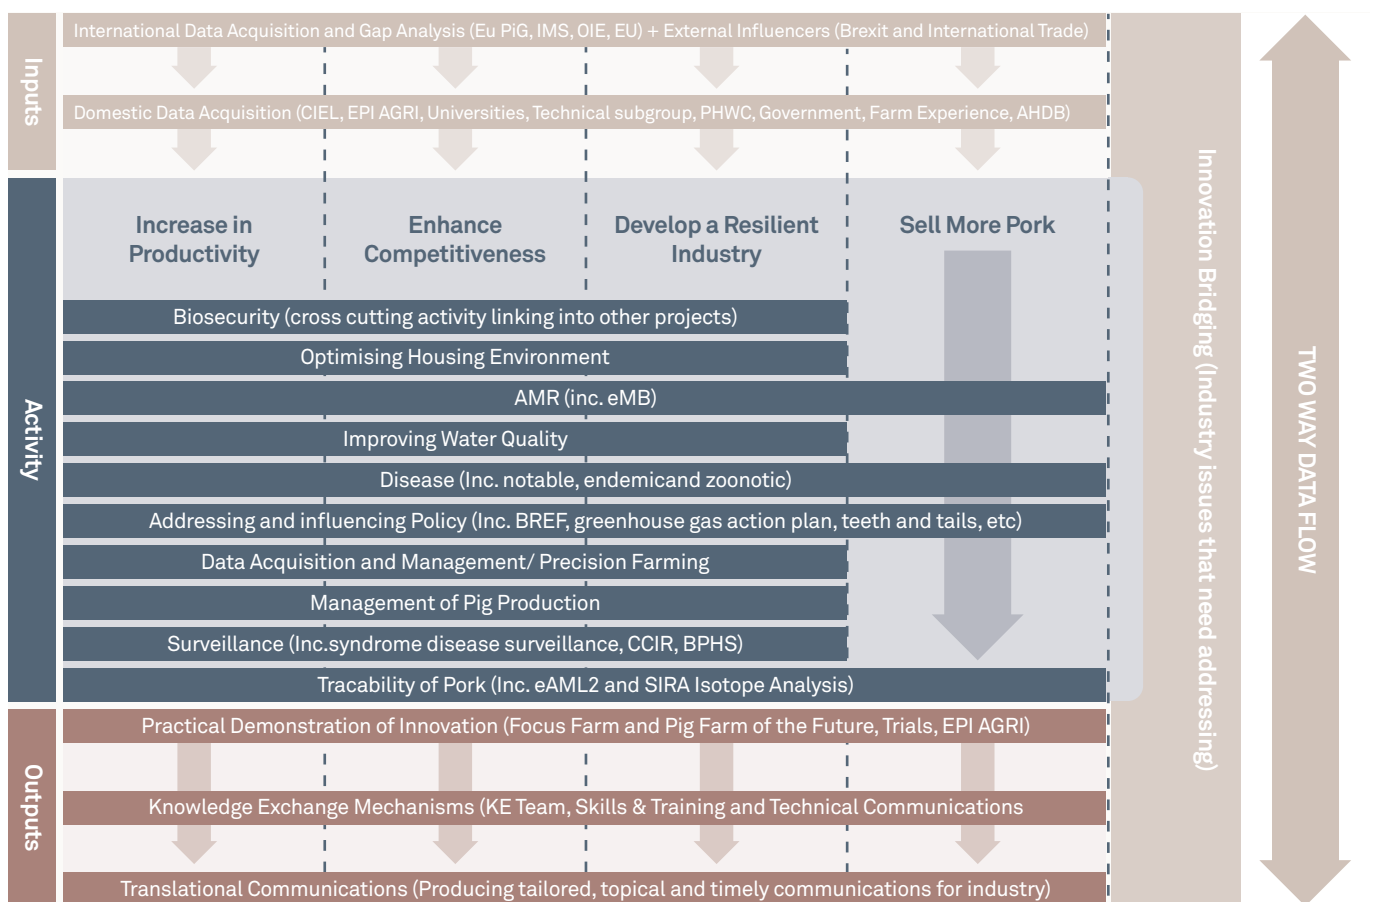 Inputs
International Data Acquisition and Gap Analysis (Eu PiG, IMS, OIE, EU) + External Influencers (Brexit and International Trade)
Domestic Data Acquisition (CIEL, EPI AGRI, Universities, Technical subgroup, PHWC, Government, Farm Experience, AHDB)
Activity
Increase in
Productivity
Enhance
Competitiveness
Develop a Resilient
Industry
Sell More Pork
Biosecurity (cross cutting activity linking into other projects)
Optimising Housing Environment
AMR (inc. eMB)
Improving Water Quality
Disease (Inc. notable, endemicand zoonotic)
Addressing and influencing Policy (Inc. BREF, greenhouse gas action plan, teeth and tails, etc)
Data Acquisition and Management/ Precision Farming
Management of Pig Production
Surveillance (Inc.syndrome disease surveillance, CCIR, BPHS)
Tracability of Pork (Inc. eAML2 and SIRA Isotope Analysis)
Outputs
Practical Demonstration of Innovation (Focus Farm and Pig Farm of the Future, Trials, EPI AGRI)
Knowledge Exchange Mechanisms (KE Team, Skills & Training and Technical Communications
Translational Communications (Producing tailored, topical and timely communications for industry)
Innovation Bridging (Industry issues that need addressing)
TWO WAY DATA FLOW